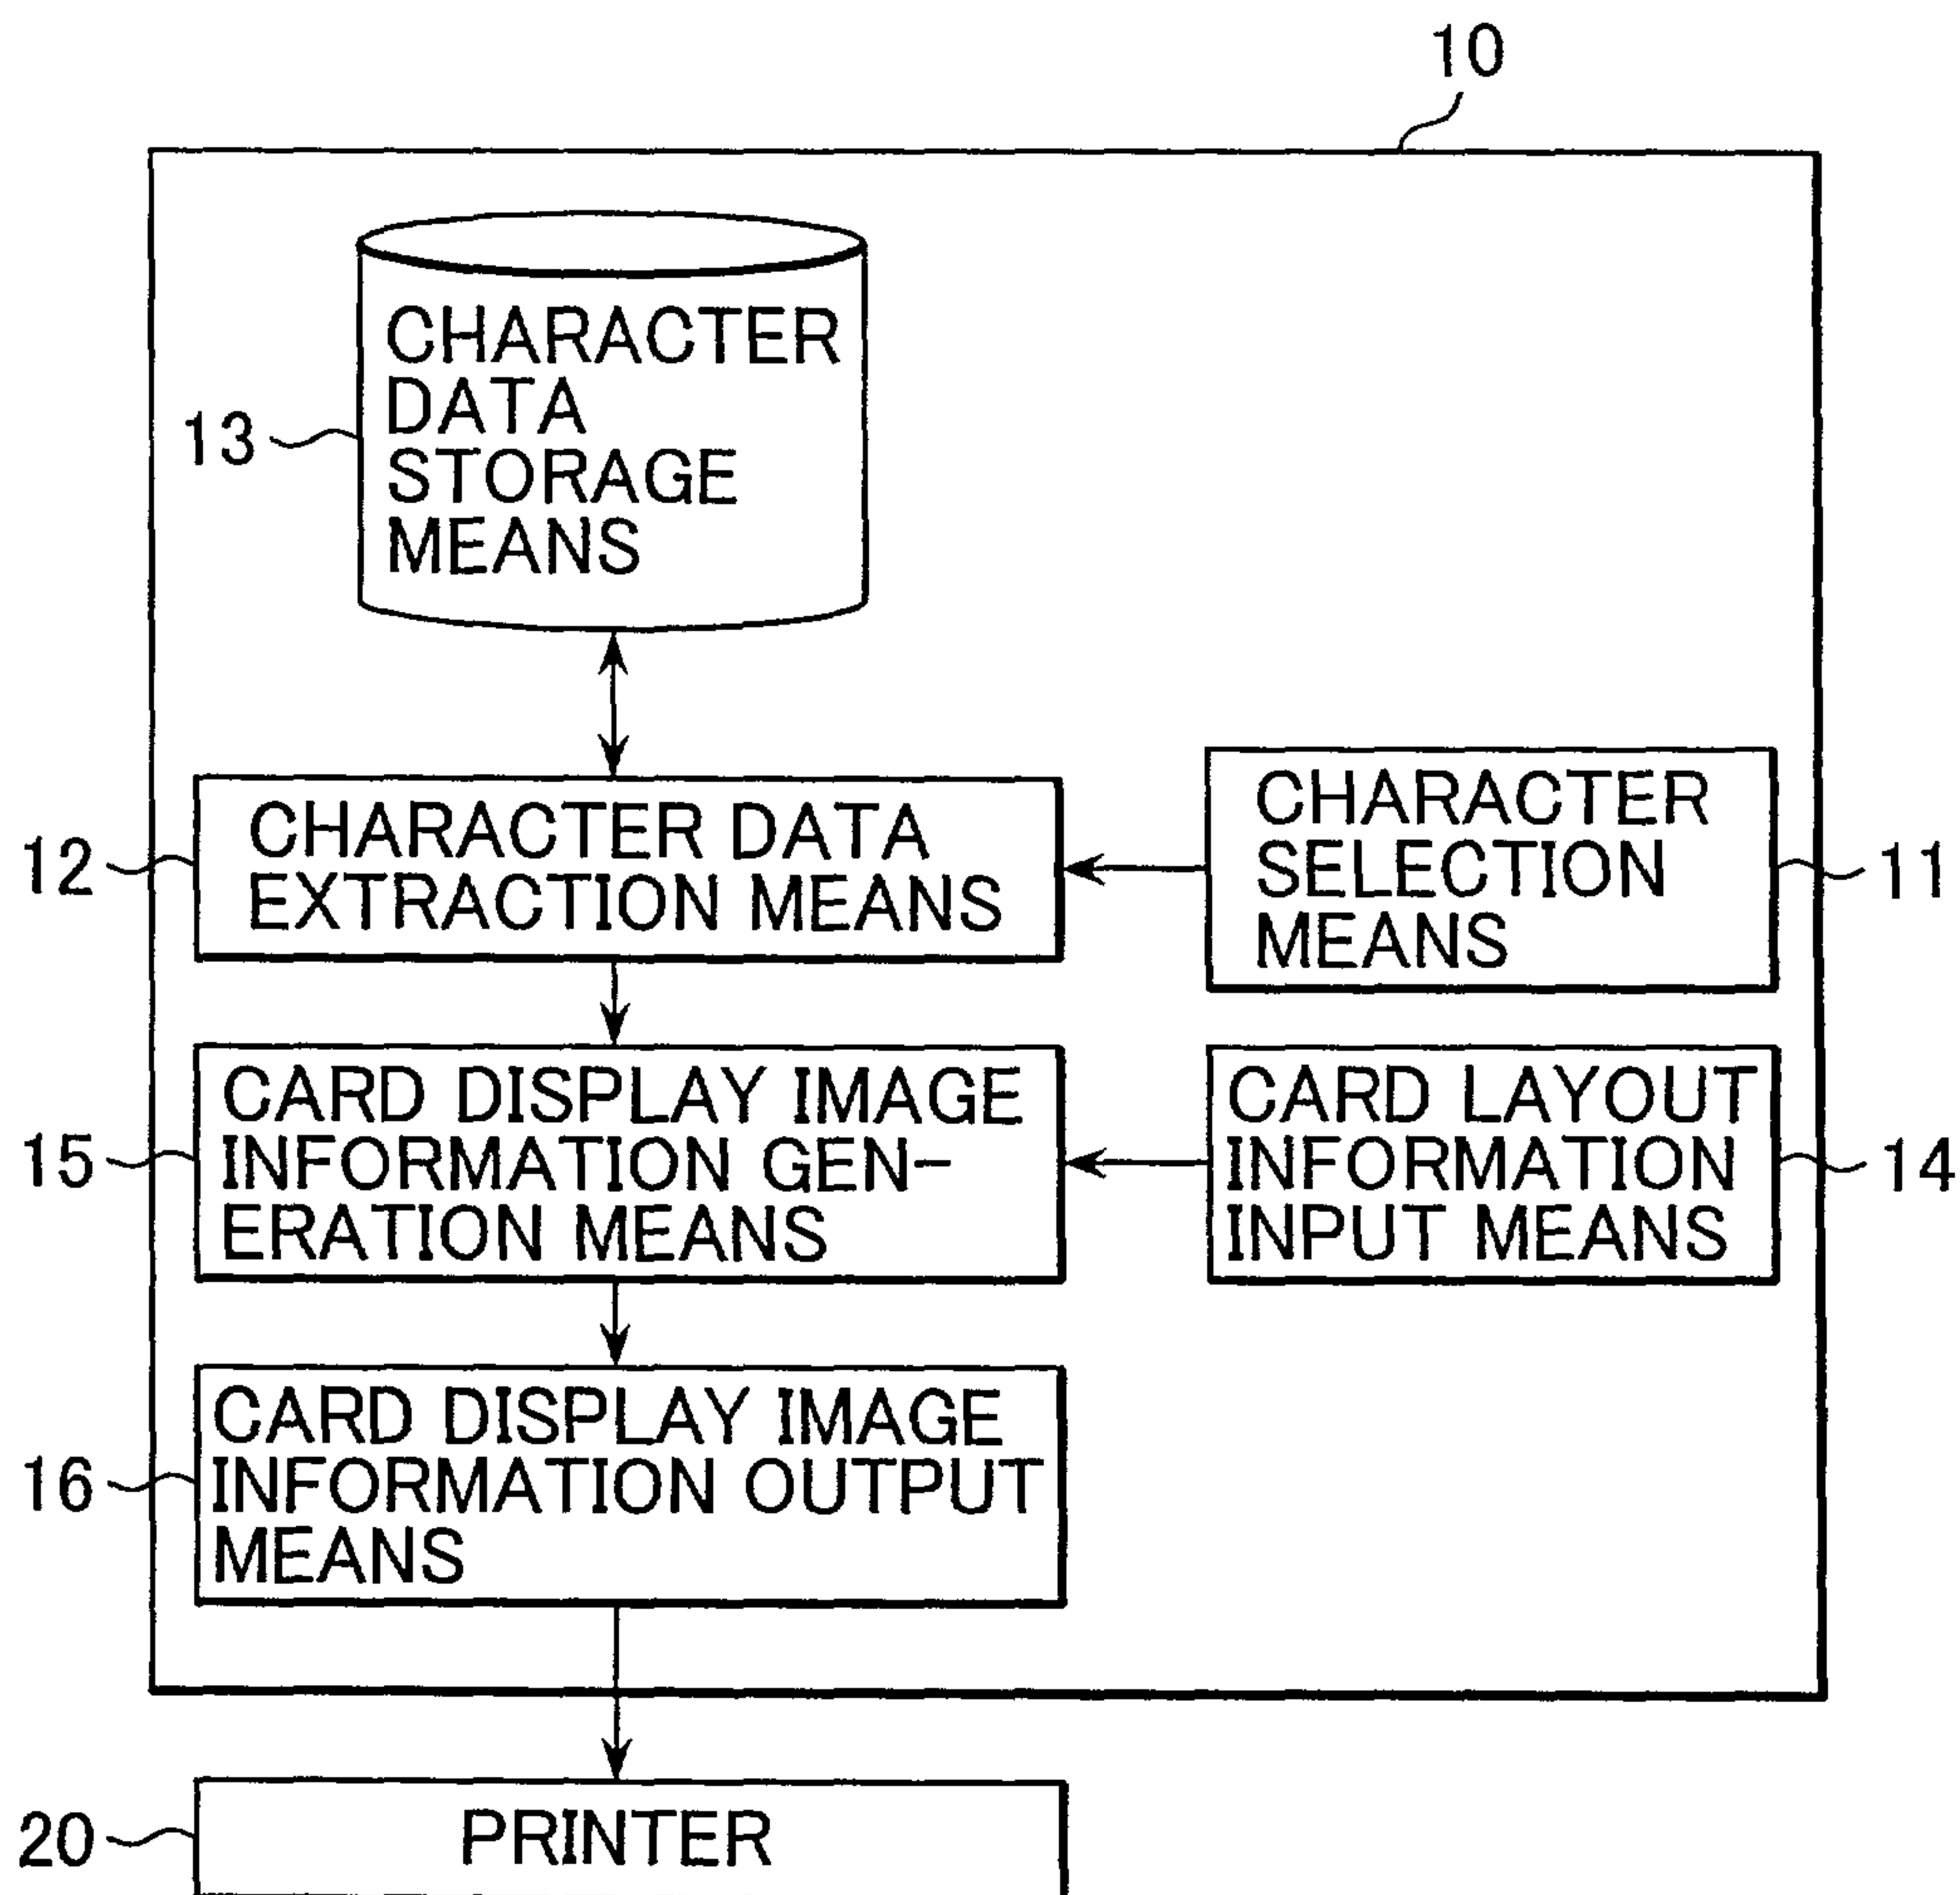 10
CHARACTER
DATA
STORAGE
MEANS
13
CHARACTER DATA
EXTRACTION MEANS
12
CHARACTER
SELECTION
MEANS
11
CARD DISPLAY IMAGE
INFORMATION GEN-
ERATION MEANS
15
CARD LAYOUT
INFORMATION
INPUT MEANS
14
CARD DISPLAY IMAGE
INFORMATION OUTPUT
MEANS
16
PRINTER
20